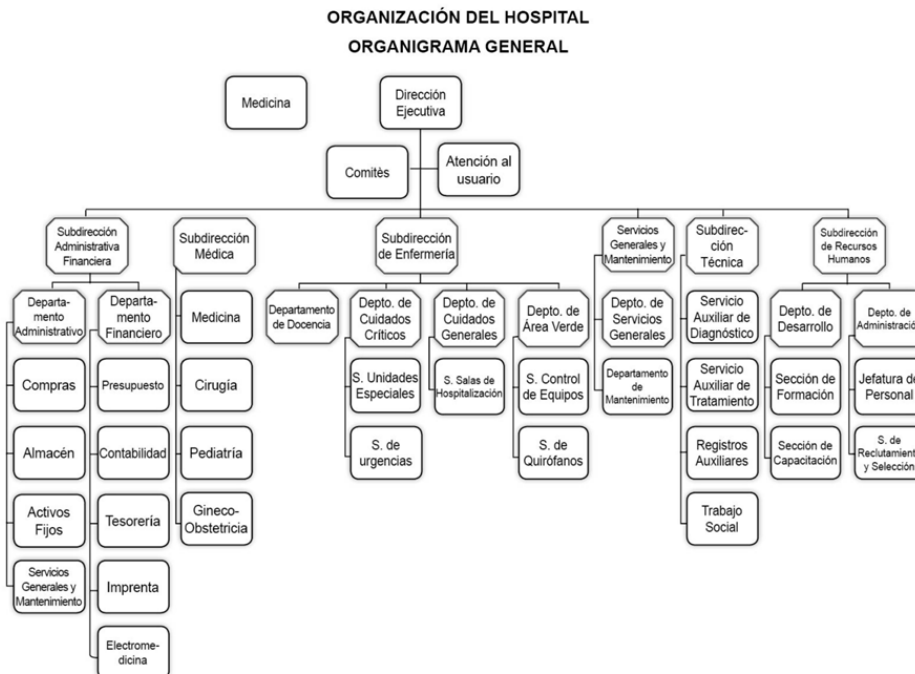 ORGANIZACIÓN DEL HOSPITAL
ORGANIGRAMA GENERAL
Medicina
Dirección
Ejecutiva
Comitès
Atención al
usuario
Subdirección
Administrativa
Financiera
Subdirección
Médica
Subdirección
de Enfermería
Servicios
Generales y
Mantenimiento
Subdirec-
ción
Técnica
Subdirección
de Recursos
Humanos
Departa-
mento
Administrativo
Departa-
mento
Financiero
Medicina
Departamento
de Docencia
Depto. de
Cuidados
Críticos
Depto. de
Cuidados
Generales
Depto. de
Área Verde
Depto. de
Servicios
Generales
Servicio
Auxiliar de
Diagnóstico
Depto. de
Desarrollo
Depto. de
Administración
Compras
Presupuesto
Cirugía
S. Unidades
Especiales
S. Salas de
Hospitalización
S. Control
de Equipos
Departamento
de
Mantenimiento
Servicio
Auxiliar de
Tratamiento
Sección de
Formación
Jefatura de
Personal
Almacén
Contabilidad
Pediatría
S. de
urgencias
S. de
Quirófanos
Registros
Auxiliares
Sección de
Capacitación
S. de
Reclutamiento
y Selección
Activos
Fijos
Tesorería
Gineco-
Obstetricia
Trabajo
Social
Servicios
Generales y
Mantenimiento
Imprenta
Electrome-
dicina